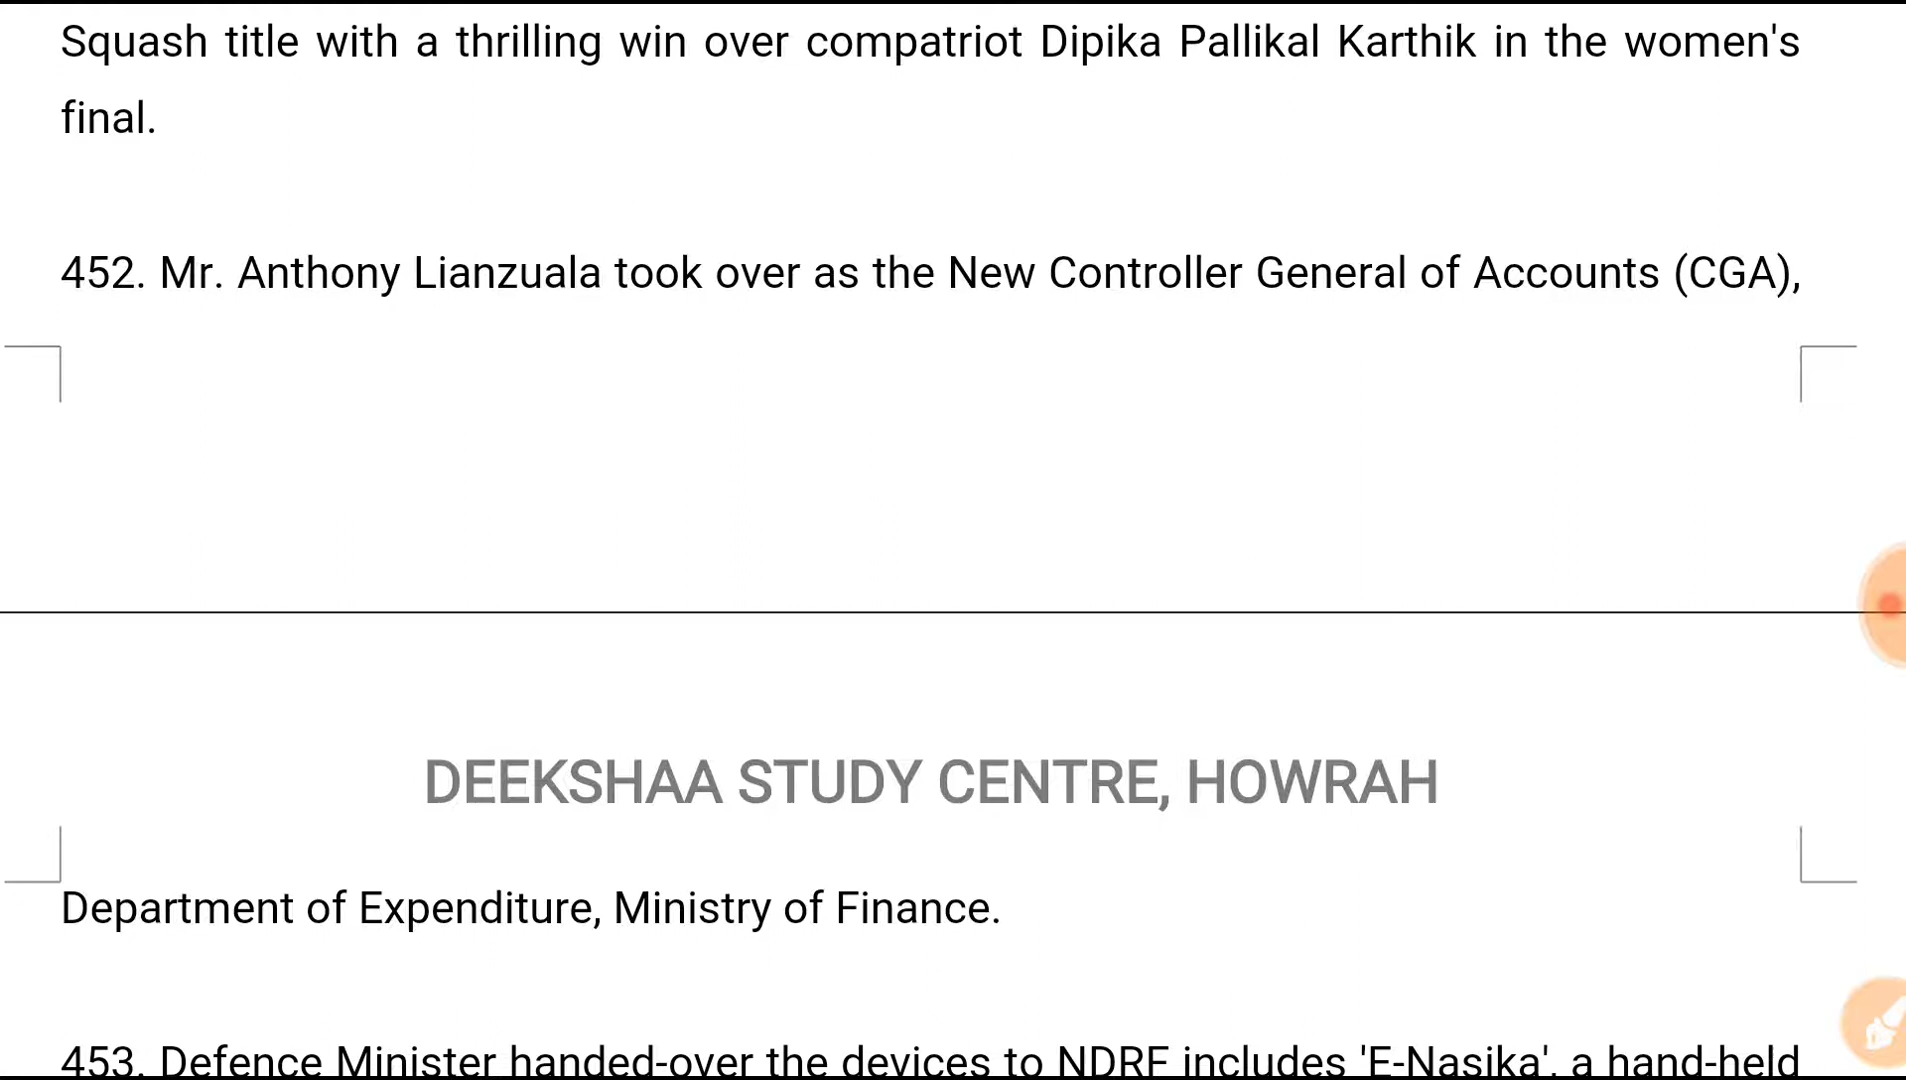 Squash title with a thrilling win over compatriot Dipika Pallikal Karthik in the women's
final.
452. Mr. Anthony Lianzuala took over as the New Controller General of Accounts (CGA),
DEEKSHAA STUDY CENTRE, HOWRAH
Department of Expenditure, Ministry of Finance.
453. Defence Minister handed-over the devices to NDRF includes 'E-Nasika', a hand-held